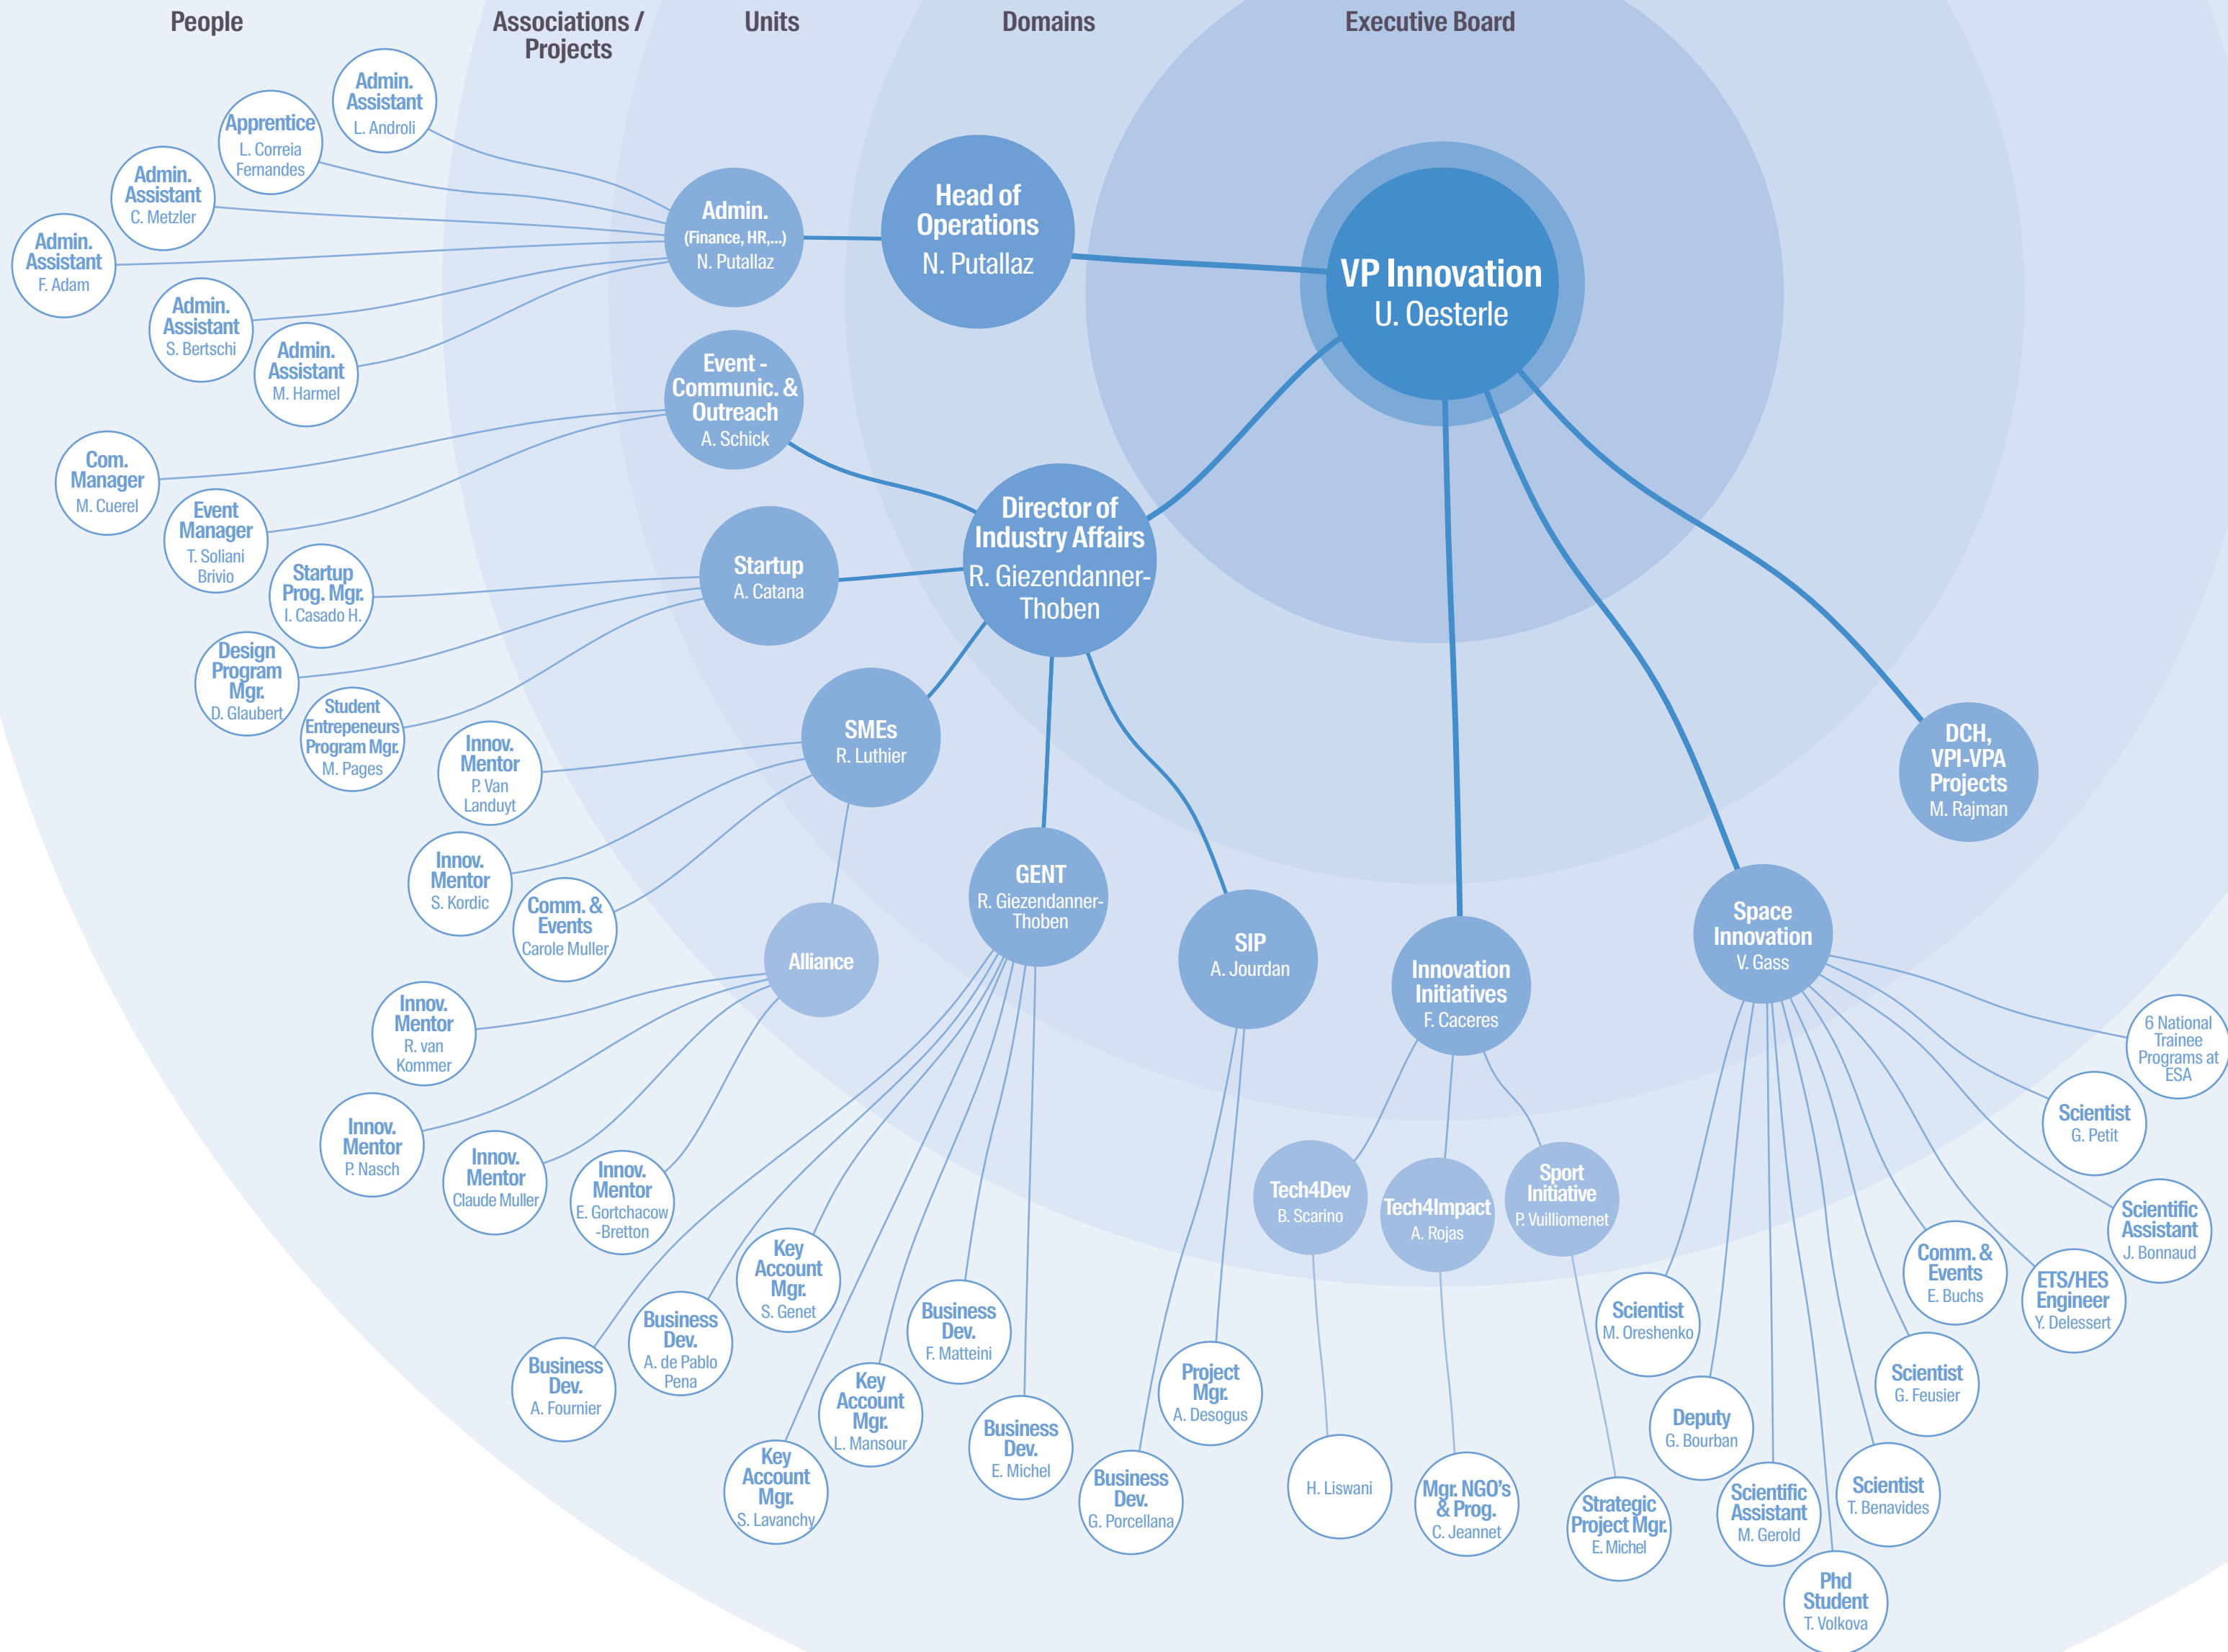 People
Associations /
Projects
Units
Domains
Executive Board
Admin.
Assistant
L. Androli
Apprentice
L. Correia
Fernandes
Admin.
Assistant
C. Metzler
Admin.
Assistant
F. Adam
Admin.
Assistant
S. Bertschi
Admin.
Assistant
M. Harmel
Admin.
(Finance, HR,...)
N. Putallaz
Head of
Operations
N. Putallaz
VP Innovation
U. Oesterle
Event -
Communic. &
Outreach
A. Schick
Com.
Manager
M. Cuerel
Event
Manager
T. Soliani
Brivio
Director of
Industry Affairs
R. Giezendanner-
Thoben
Startup
A. Catana
Startup
Prog. Mgr.
I. Casado H.
Design
Program
Mgr.
D. Glaubert
Student
Entrepeneurs
Program Mgr.
M. Pages
SMEs
R. Luthier
Innov.
Mentor
P. Van
Landuyt
Innov.
Mentor
S. Kordic
Comm. &
Events
Carole Muller
Alliance
Innov.
Mentor
R. van
Kommer
Innov.
Mentor
P. Nasch
Innov.
Mentor
Claude Muller
Innov.
Mentor
E. Gortchacow
-Bretton
GENT
R. Giezendanner-
Thoben
Business
Dev.
A. Fournier
Business
Dev.
A. de Pablo
Pena
Key
Account
Mgr.
S. Genet
Key
Account
Mgr.
S. Lavanchy
Key
Account
Mgr.
L. Mansour
Business
Dev.
F. Matteini
Business
Dev.
E. Michel
SIP
A. Jourdan
Business
Dev.
G. Porcellana
Project
Mgr.
A. Desogus
Innovation
Initiatives
F. Caceres
Tech4Dev
B. Scarino
Tech4Impact
A. Rojas
Sport
Initiative
P. Vuilliomenet
H. Liswani
Mgr. NGO's
& Prog.
C. Jeannet
Strategic
Project Mgr.
E. Michel
DCH,
VPI-VPA
Projects
M. Rajman
Space
Innovation
V. Gass
6 National
Trainee
Programs at
ESA
Scientist
G. Petit
Scientific
Assistant
J. Bonnaud
ETS/HES
Engineer
Y. Delessert
Comm. &
Events
E. Buchs
Scientist
G. Feusier
Scientist
T. Benavides
Phd
Student
T. Volkova
Scientific
Assistant
M. Gerold
Deputy
G. Bourban
Scientist
M. Oreshenko